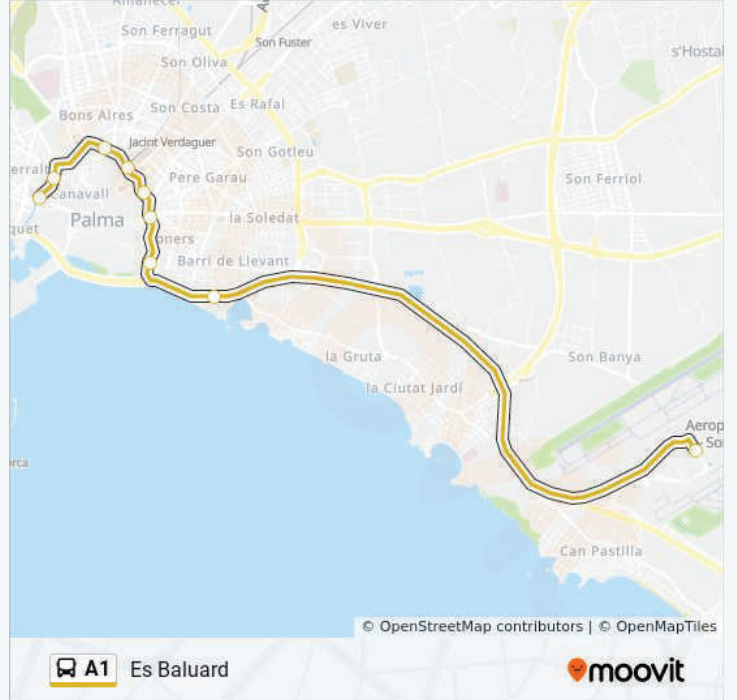 Son Ferragut
es Viver
Son Fuster
s'Hostal
Son Oliva
Son Costa
Es Rafal
Bons Aires
Jacint Verdaguer
Son Gotleu
Pere Garau
Son Ferriol
Canavall
Palma
la Soledat
Barri de Llevant
la Gruta
Son Banya
la Ciutat Jardí
Aerop
Can Pastilla
© OpenStreetMap contributors | © OpenMapTiles
A1 Es Baluard
moovit